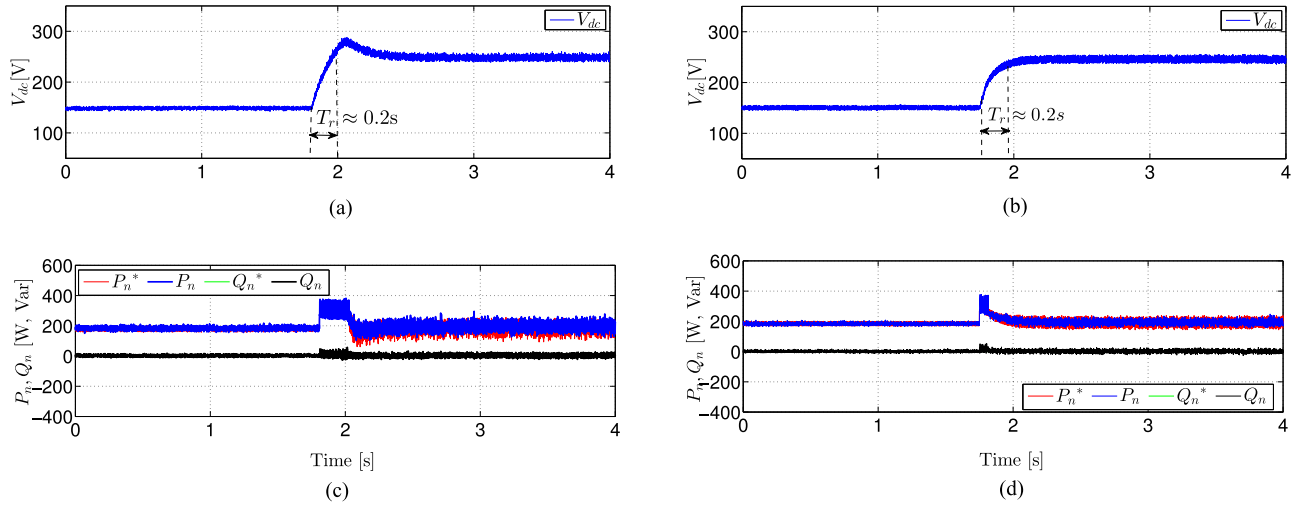 V_dc
300
250
200
150
100
V_dc [V]
T_r ≈ 0.2s
0 1 2 3 4
(a)
V_dc
300
200
100
V_dc [V]
T_r ≈ 0.2s
0 1 2 3 4
(b)
600
400
200
0
−200
−400
P_n, Q_n [W, Var]
P_n* P_n Q_n* Q_n
0 1 2 3 4
Time [s]
(c)
600
400
200
0
−200
−400
P_n, Q_n [W, Var]
P_n* P_n Q_n* Q_n
0 1 2 3 4
Time [s]
(d)